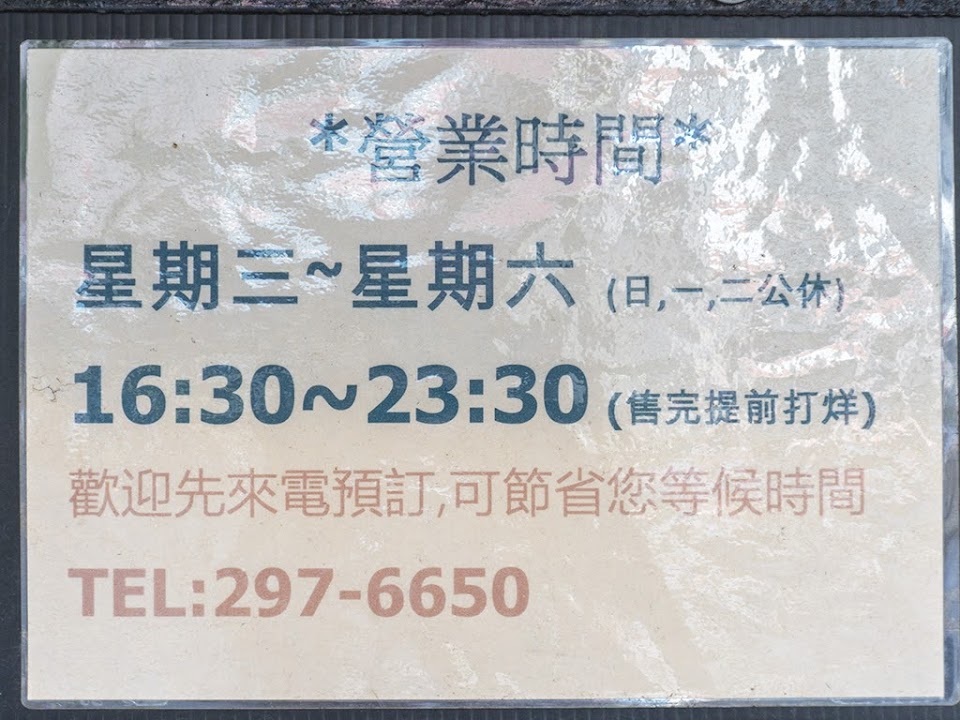 *營業時間*
星期三~星期六 (日,一,二公休)
16:30~23:30 (售完提前打烊)
歡迎先來電預訂,可節省您等候時間
TEL:297-6650